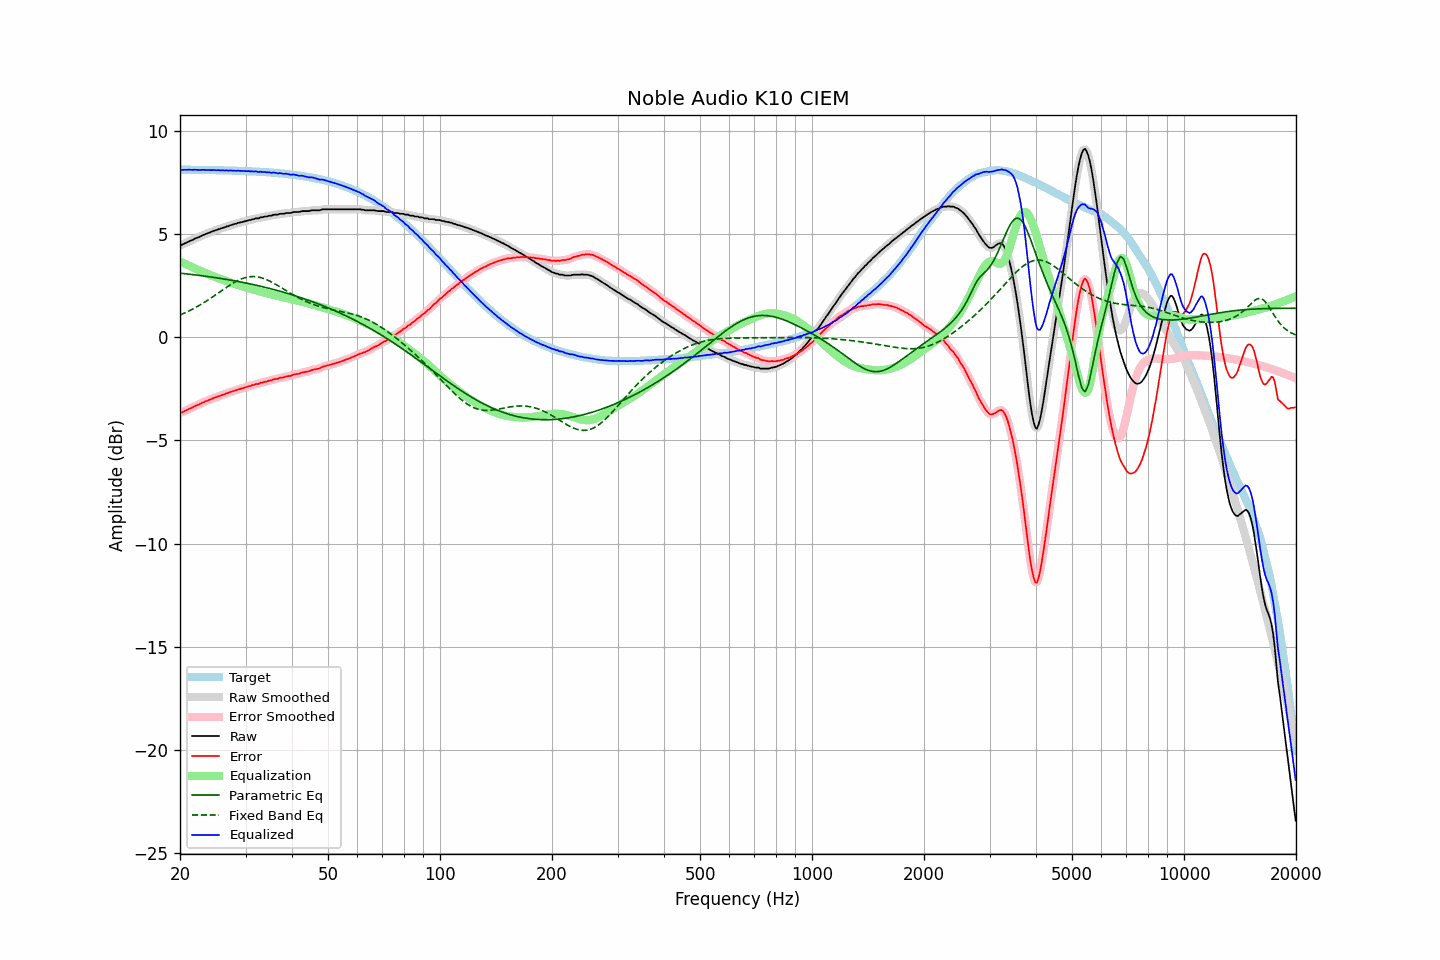 Noble Audio K10 CIEM
Amplitude (dBr)
10
5
0
−5
−10
−15
−20
−25
Target
Raw Smoothed
Error Smoothed
Raw
Error
Equalization
Parametric Eq
Fixed Band Eq
Equalized
20 50 100 200 500 1000 2000 5000 10000 20000
Frequency (Hz)